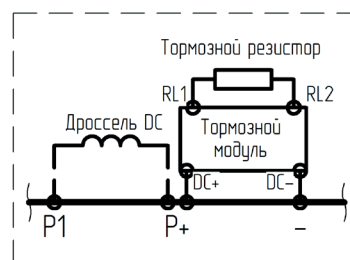 Тормозной резистор
RL1
RL2
Дроссель DC
Тормозной
модуль
DC+
DC-
P1
P+
-